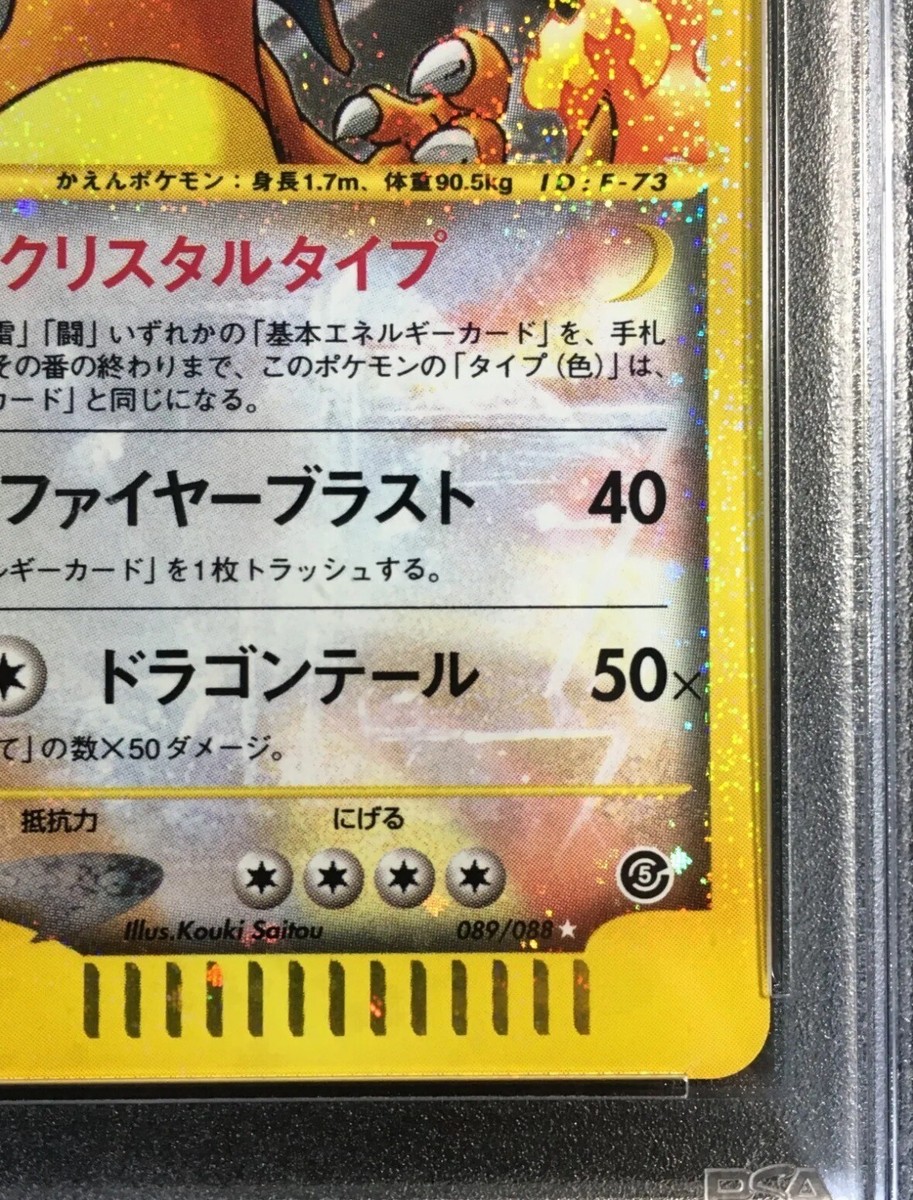 かえんポケモン：身長1.7m、体重90.5kg ID：F-73
クリスタルタイプ
雷」「闘」いずれかの「基本エネルギーカード」を、手札
その番の終わりまで、このポケモンの「タイプ（色）」は、
カード」と同じになる。
ファイヤーブラスト 40
ルギーカード」を1枚トラッシュする。
ドラゴンテール 50×
て」の数×50ダメージ。
抵抗力 にげる
5
Illus.Kouki Saitou 089/088★
PSA